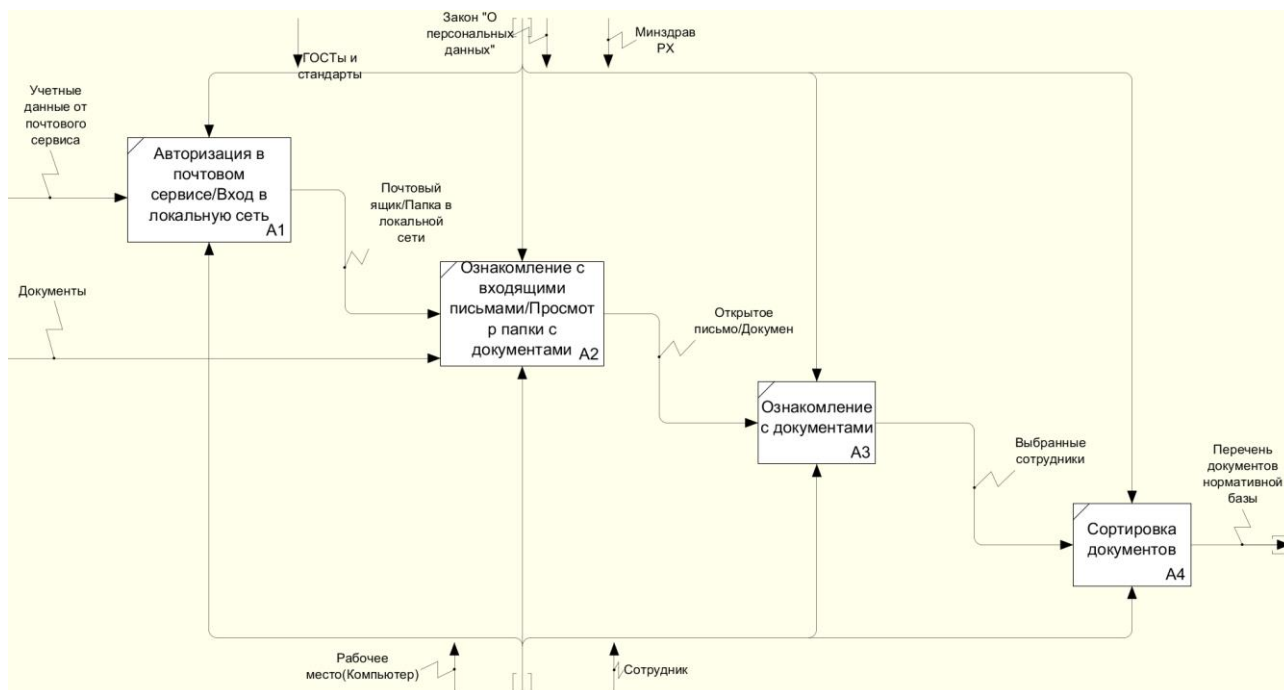 Закон "О
персональных
данных"
Минздрав
РХ
ГОСТы и
стандарты
Учетные
данные от
почтового
сервиса
Авторизация в
почтовом
сервисе/Вход в
локальную сеть
A1
Почтовый
ящик/Папка в
локальной
сети
Документы
Ознакомление с
входящими
письмами/Просмот
р папки с
документами
A2
Открытое
письмо/Докумен
Ознакомление
с документами
A3
Выбранные
сотрудники
Перечень
документов
нормативной
базы
Сортировка
документов
A4
Рабочее
место(Компьютер)
Сотрудник